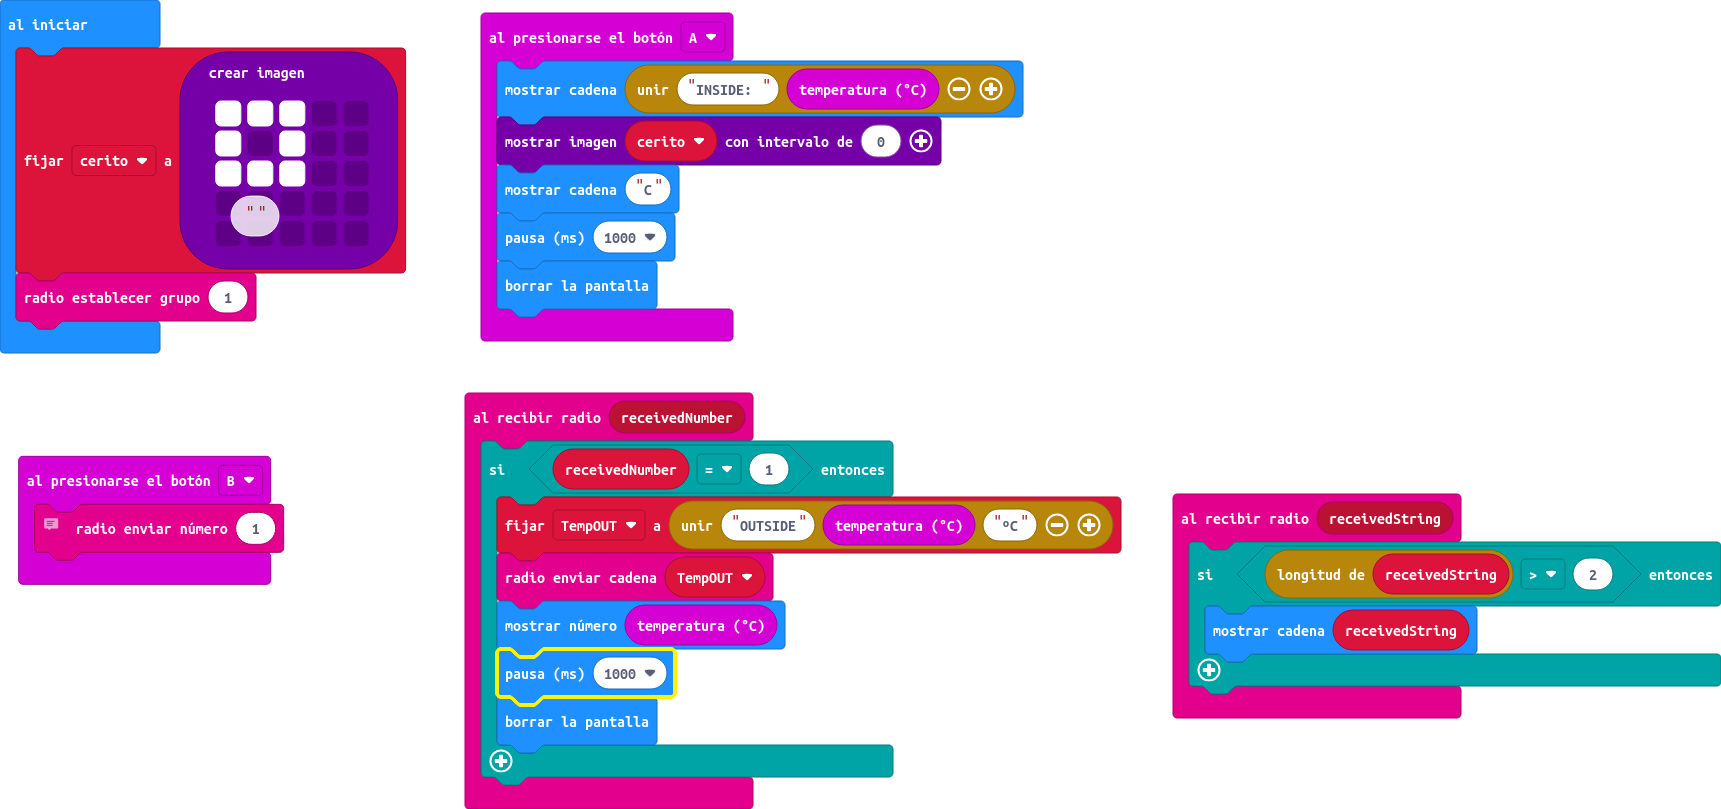 al iniciar
crear imagen
fijar cerito a
" "
radio establecer grupo 1
al presionarse el botón A
mostrar cadena unir "INSIDE: " temperatura (°C)
mostrar imagen cerito con intervalo de 0
mostrar cadena "C"
pausa (ms) 1000
borrar la pantalla
al presionarse el botón B
radio enviar número 1
al recibir radio receivedNumber
si receivedNumber = 1 entonces
fijar TempOUT a unir "OUTSIDE" temperatura (°C) "ºC"
radio enviar cadena TempOUT
mostrar número temperatura (°C)
pausa (ms) 1000
borrar la pantalla
al recibir radio receivedString
si longitud de receivedString > 2 entonces
mostrar cadena receivedString